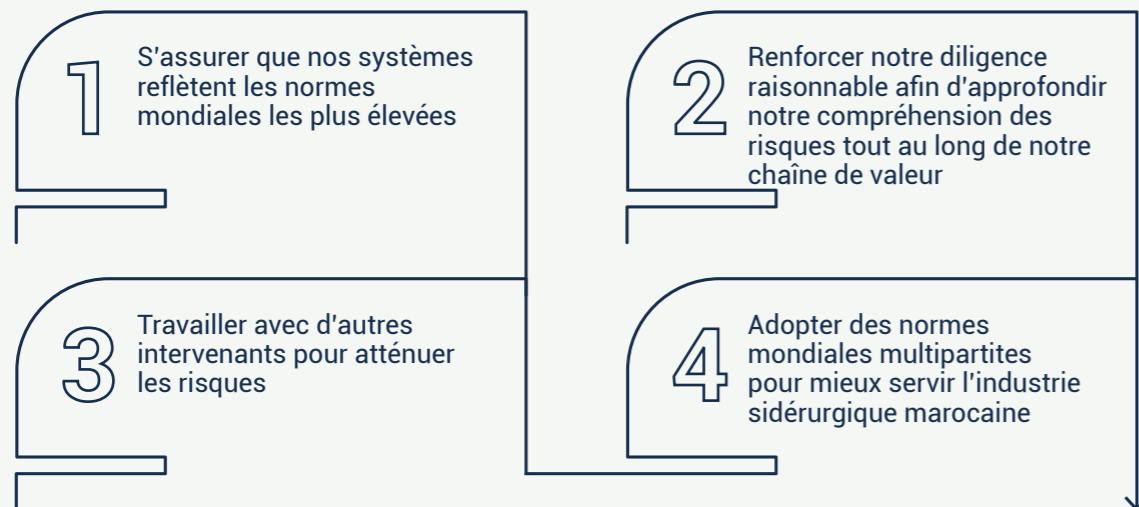 1
S'assurer que nos systèmes
reflètent les normes
mondiales les plus élevées
2
Renforcer notre diligence
raisonnable afin d'approfondir
notre compréhension des
risques tout au long de notre
chaîne de valeur
3
Travailler avec d'autres
intervenants pour atténuer
les risques
4
Adopter des normes
mondiales multipartites
pour mieux servir l'industrie
sidérurgique marocaine